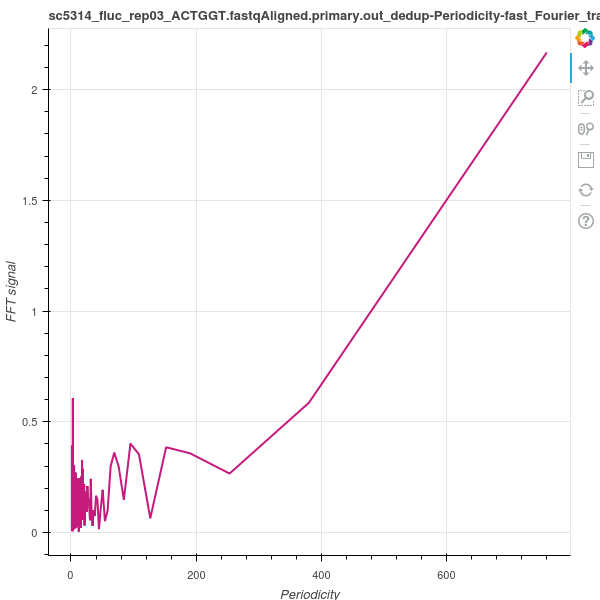 sc5314_fluc_rep03_ACTGGT.fastqAligned.primary.out_dedup-Periodicity-fast_Fourier_tra
2
1.5
1
0.5
0
FFT signal
0 200 400 600
Periodicity